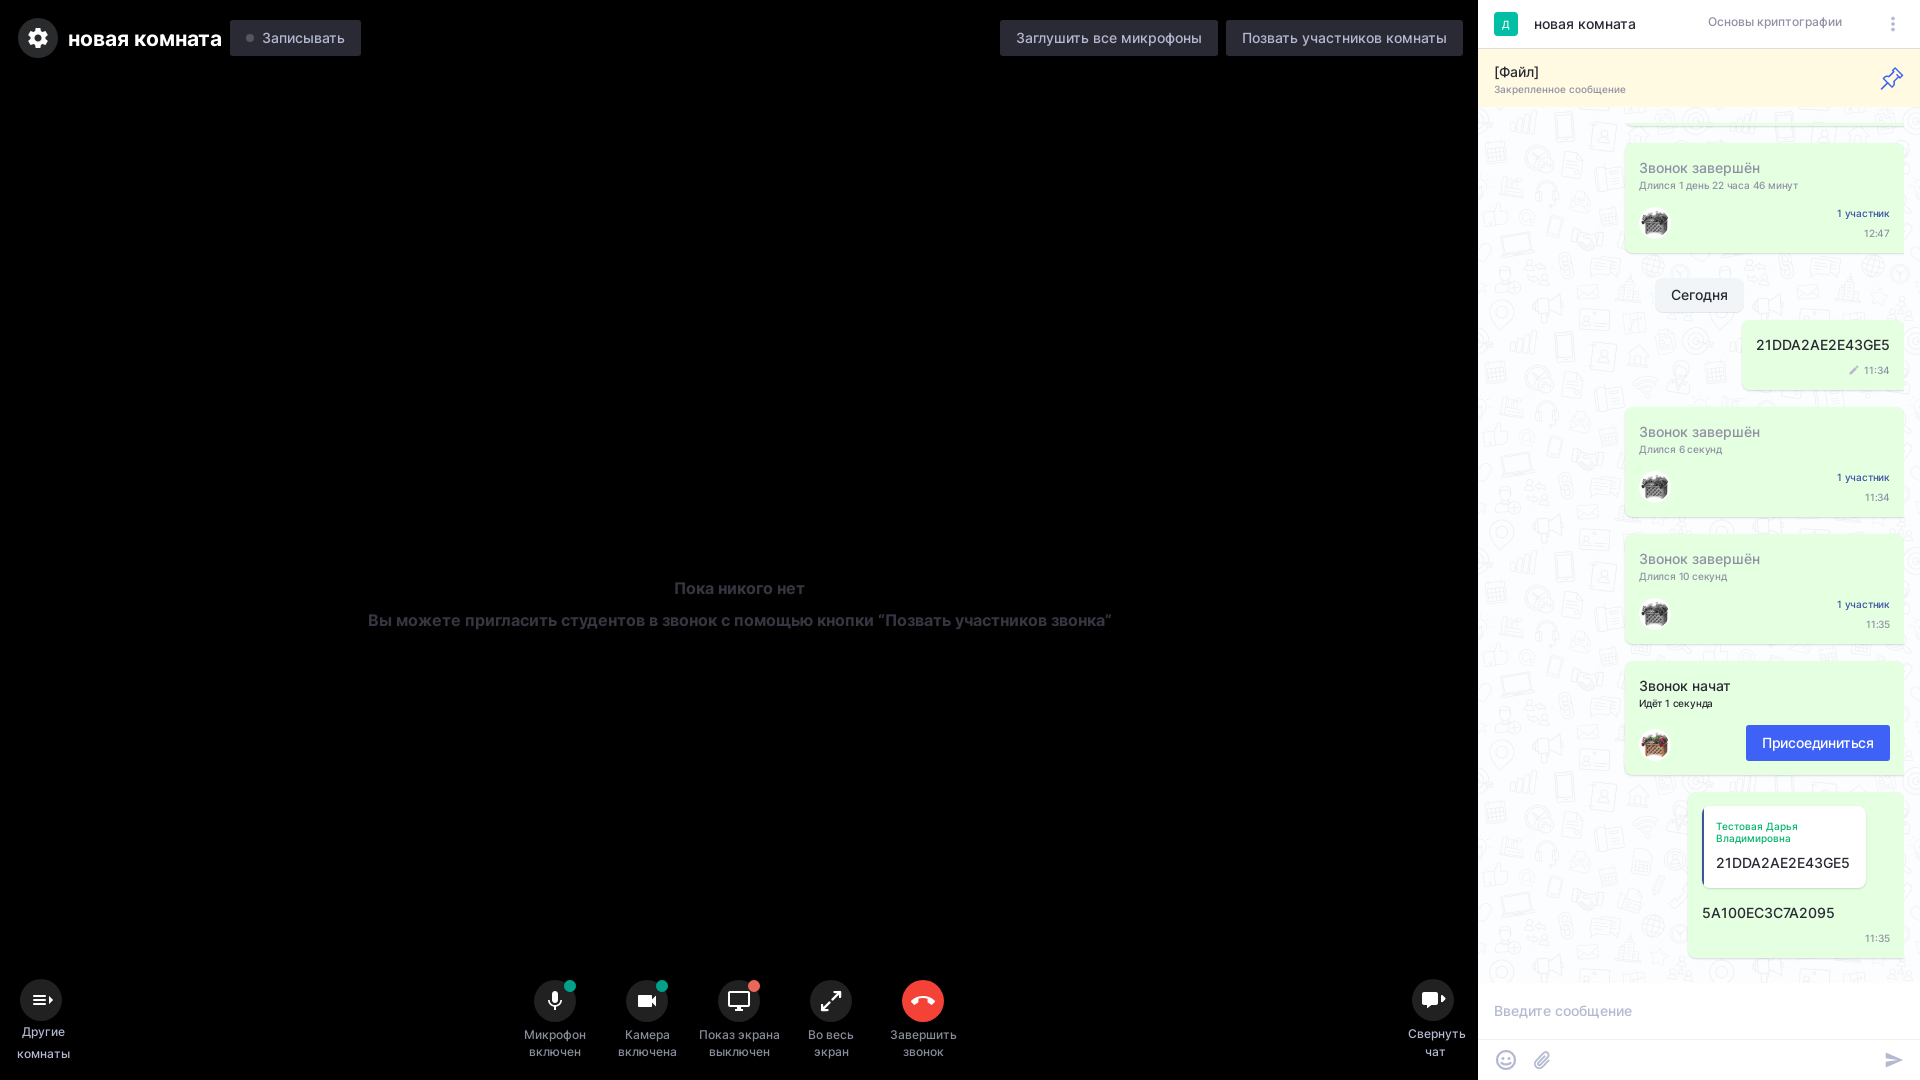 новая комната
Записывать
Заглушить все микрофоны
Позвать участников комнаты
Пока никого нет
Вы можете пригласить студентов в звонок с помощью кнопки “Позвать участников звонка”
Другие
комнаты
Микрофон
включен
Камера
включена
Показ экрана
выключен
Во весь
экран
Завершить
звонок
Свернуть
чат
Д
новая комната
Основы криптографии
[Файл]
Закрепленное сообщение
Звонок завершён
Длился 1 день 22 часа 46 минут
1 участник
12:47
Сегодня
21DDA2AE2E43GE5
11:34
Звонок завершён
Длился 6 секунд
1 участник
11:34
Звонок завершён
Длился 10 секунд
1 участник
11:35
Звонок начат
Идёт 1 секунда
Присоединиться
Тестовая Дарья
Владимировна
21DDA2AE2E43GE5
5A100EC3C7A2095
11:35
Введите сообщение